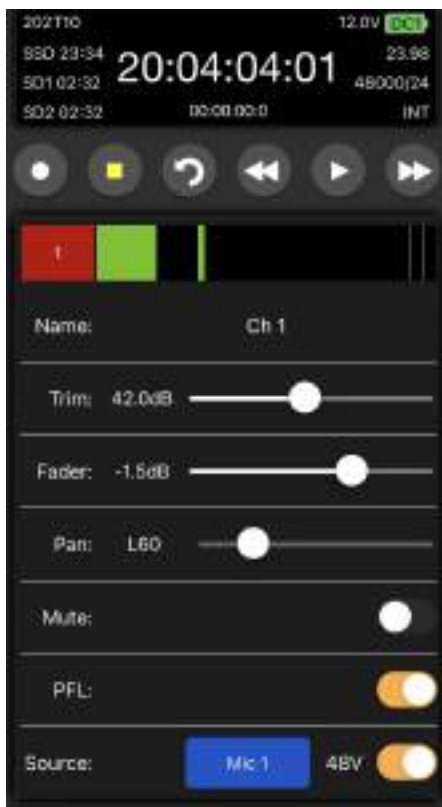 202T10 12.0V DC1
SSD 23:34 20:04:04:01 23.98
SD1 02:32 48000/24
SD2 02:32 00:00:00:0 INT
1
Name: Ch 1
Trim: 42.0dB
Fader: -1.5dB
Pan: L60
Mute:
PFL:
Source: Mic 1 48V